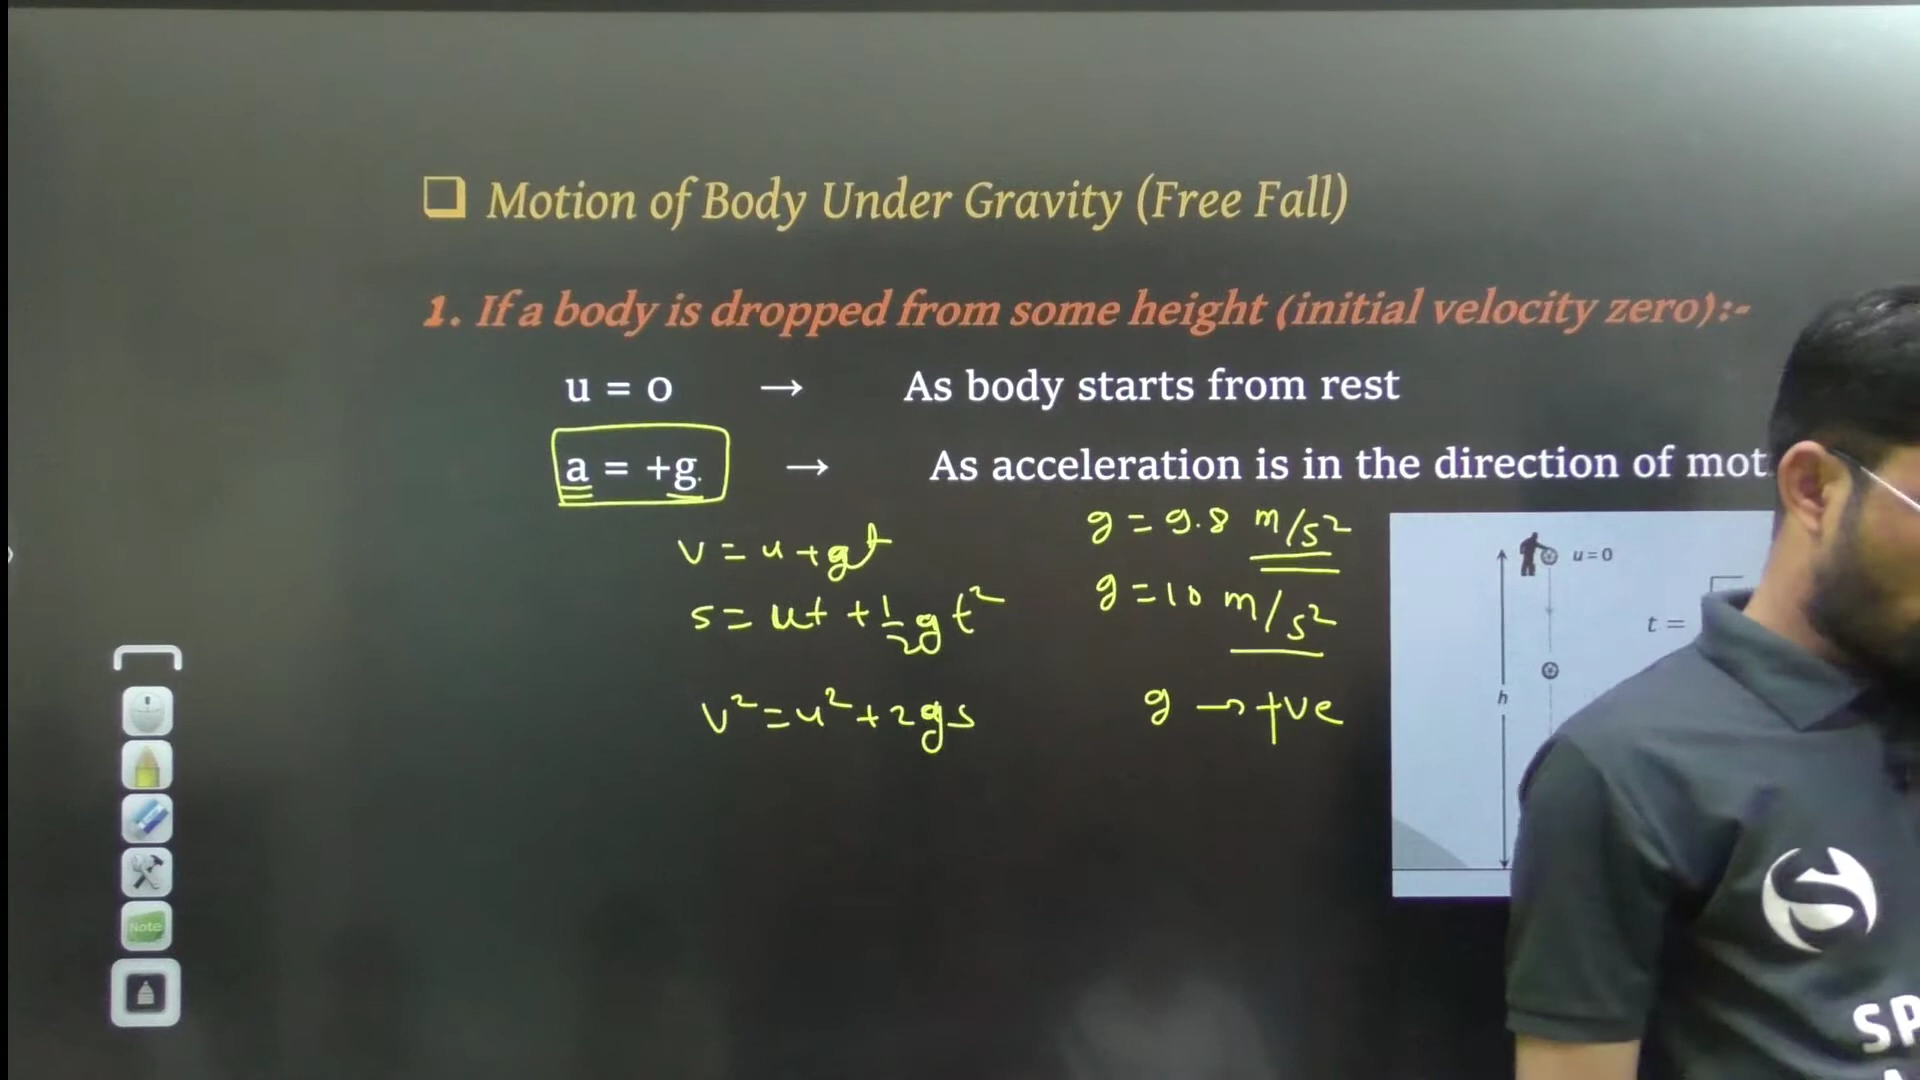 Motion of Body Under Gravity (Free Fall)
1. If a body is dropped from some height (initial velocity zero):-
u = 0 → As body starts from rest
a = +g. → As acceleration is in the direction of mot
v = u + gt
g = 9.8 m/s²
s = ut + 1/2 gt²
g = 10 m/s²
v² = u² + 2gs
g → +ve
u = 0
t =
h
Note
SP